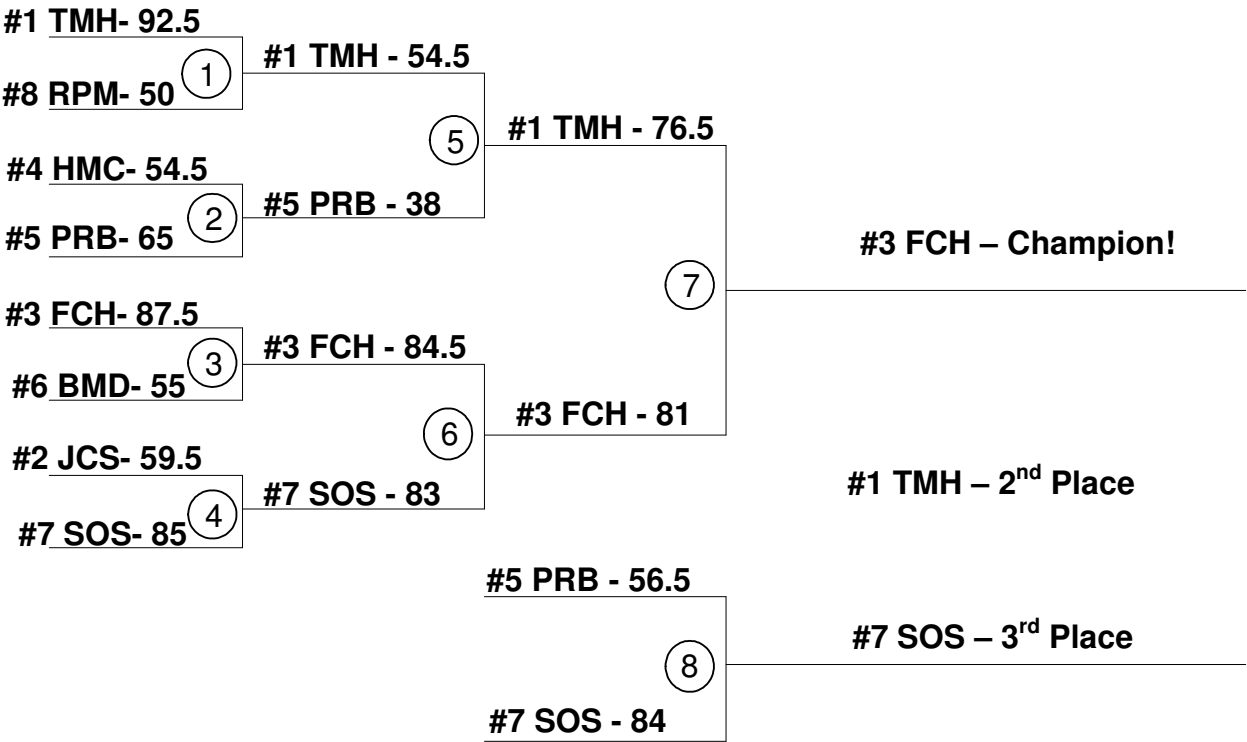 #1 TMH- 92.5
#8 RPM- 50
1
#4 HMC- 54.5
#5 PRB- 65
2
#3 FCH- 87.5
#6 BMD- 55
3
#2 JCS- 59.5
#7 SOS- 85
4
#1 TMH - 54.5
#5 PRB - 38
5
#3 FCH - 84.5
#7 SOS - 83
6
#1 TMH - 76.5
#3 FCH - 81
7
#3 FCH – Champion!
#1 TMH – 2nd Place
#5 PRB - 56.5
#7 SOS - 84
8
#7 SOS – 3rd Place